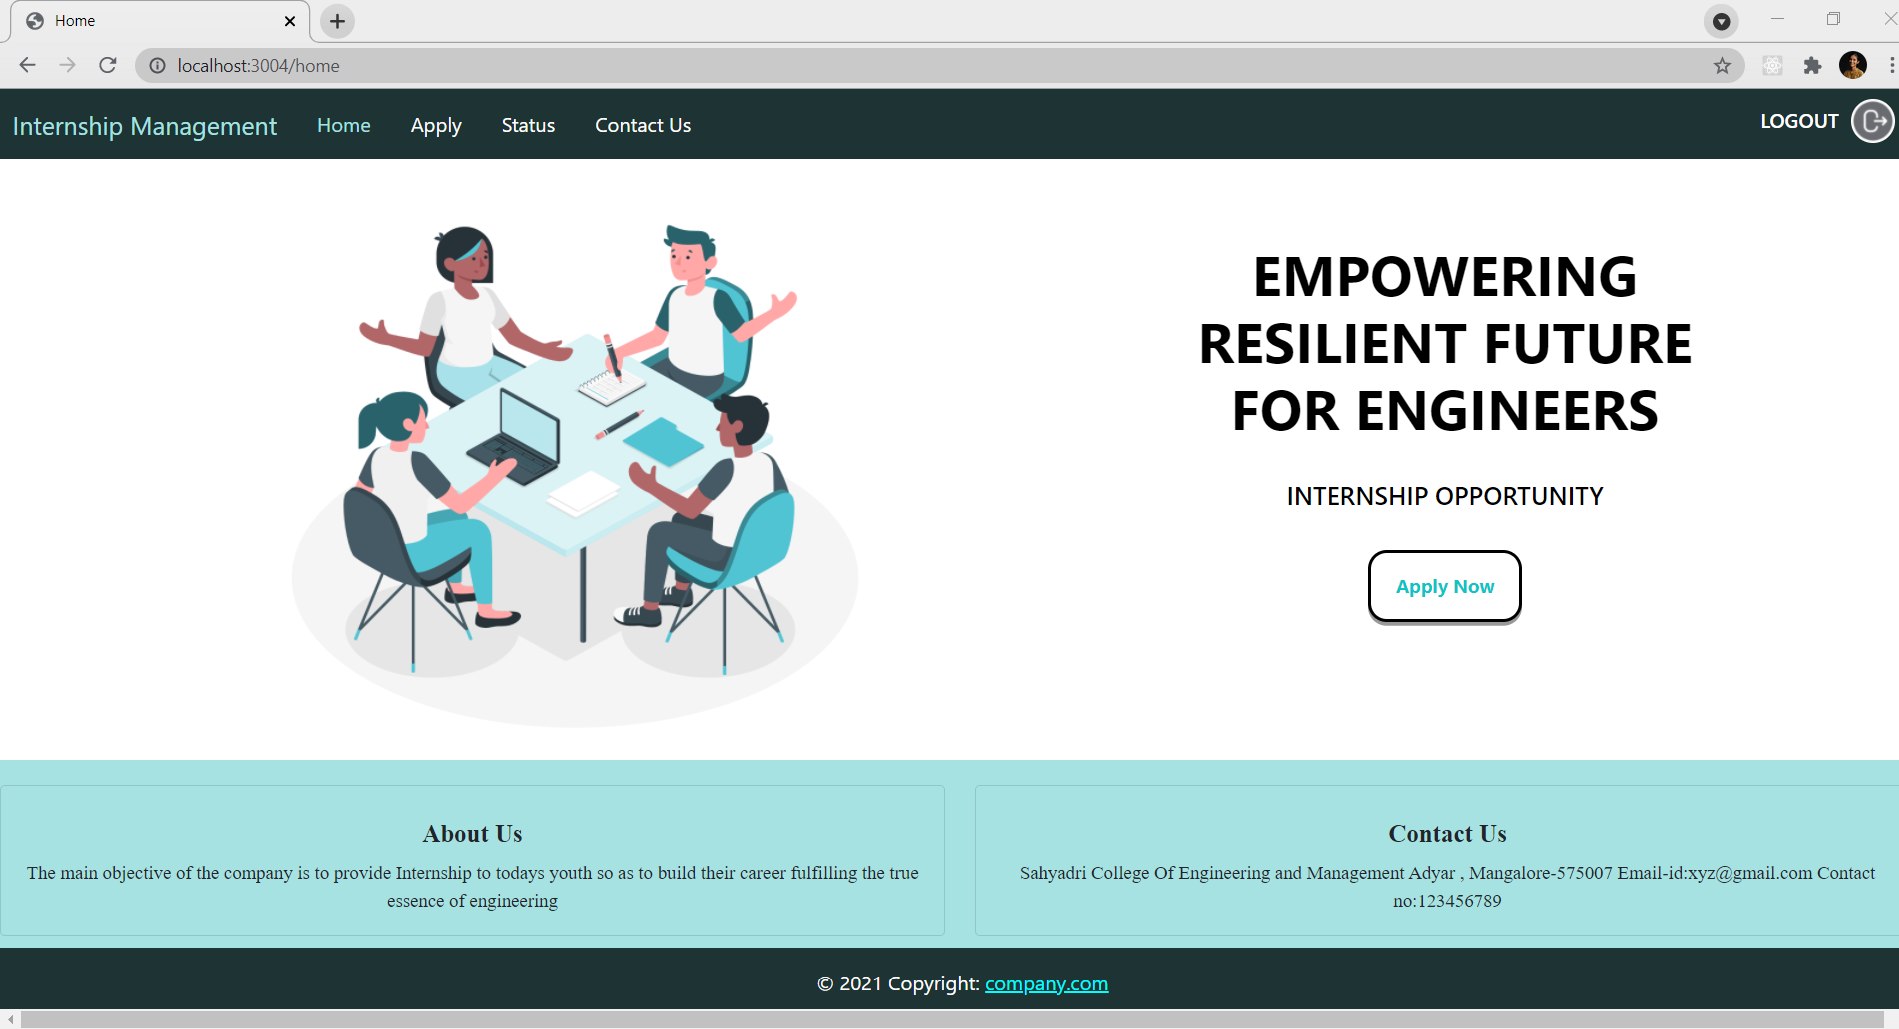 Home
localhost:3004/home
Internship Management Home Apply Status Contact Us LOGOUT
EMPOWERING
RESILIENT FUTURE
FOR ENGINEERS
INTERNSHIP OPPORTUNITY
Apply Now
About Us
The main objective of the company is to provide Internship to todays youth so as to build their career fulfilling the true
essence of engineering
Contact Us
Sahyadri College Of Engineering and Management Adyar , Mangalore-575007 Email-id:xyz@gmail.com Contact
no:123456789
© 2021 Copyright: company.com